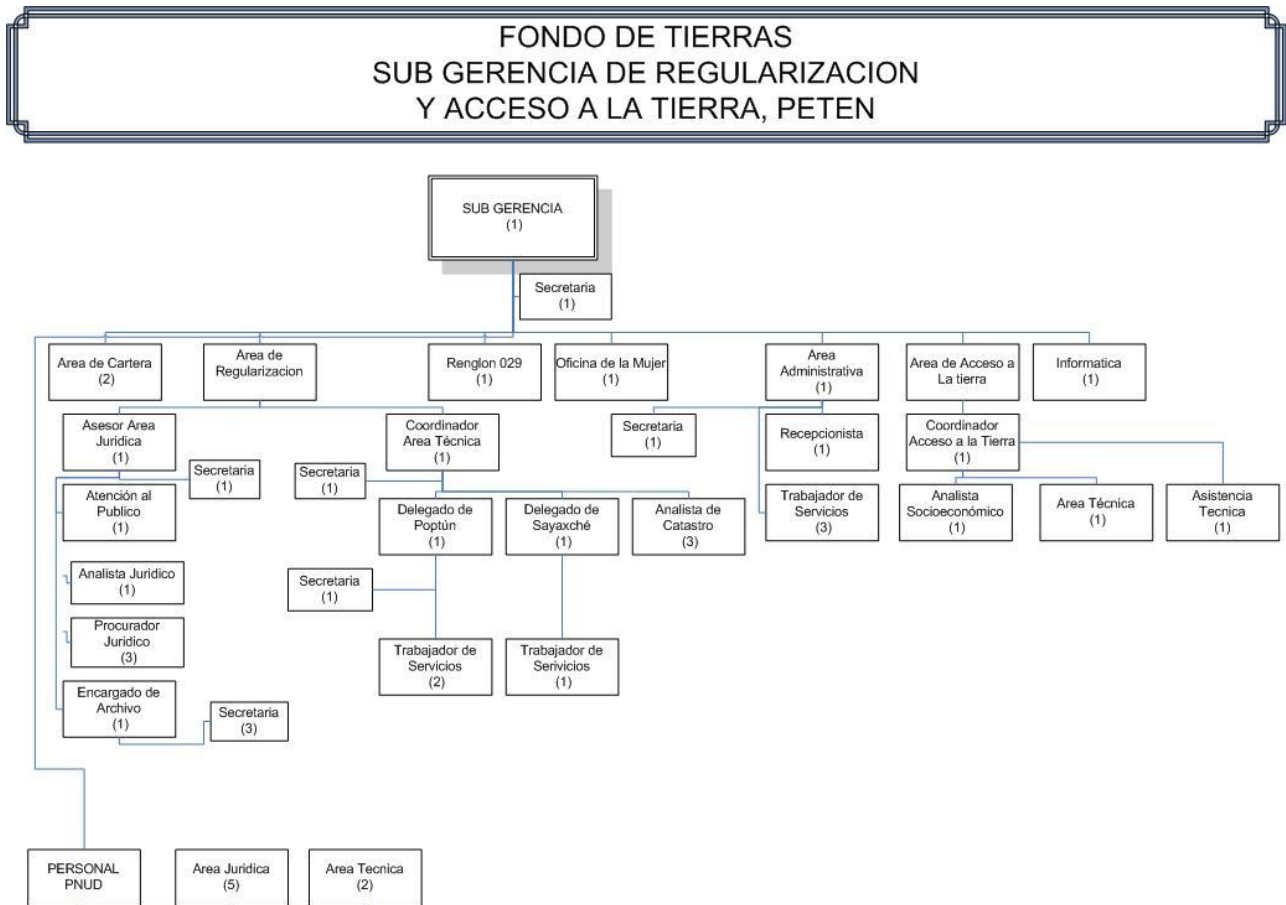 FONDO DE TIERRAS
SUB GERENCIA DE REGULARIZACION
Y ACCESO A LA TIERRA, PETEN
SUB GERENCIA
(1)
Secretaria
(1)
Area de Cartera
(2)
Area de
Regularizacion
Renglon 029
(1)
Oficina de la Mujer
(1)
Area
Administrativa
(1)
Area de Acceso a
La tierra
Informatica
(1)
Asesor Area
Juridica
(1)
Coordinador
Area Técnica
(1)
Secretaria
(1)
Recepcionista
(1)
Coordinador
Acceso a la Tierra
(1)
Secretaria
(1)
Secretaria
(1)
Atención al
Publico
(1)
Delegado de
Poptún
(1)
Delegado de
Sayaxché
(1)
Analista de
Catastro
(3)
Trabajador de
Servicios
(3)
Analista
Socioeconómico
(1)
Area Técnica
(1)
Asistencia
Tecnica
(1)
Analista Juridico
(1)
Secretaria
(1)
Procurador
Juridico
(3)
Trabajador de
Servicios
(2)
Trabajador de
Serivicios
(1)
Encargado de
Archivo
(1)
Secretaria
(3)
PERSONAL
PNUD
Area Juridica
(5)
Area Tecnica
(2)